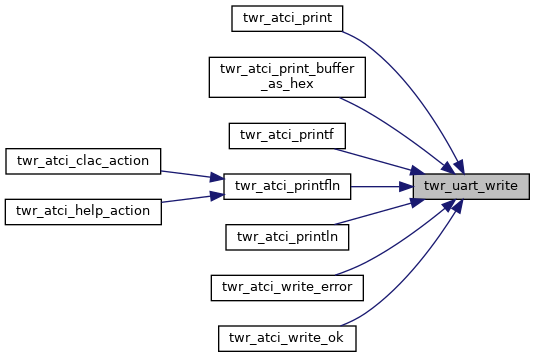 twr_atci_print
twr_atci_print_buffer
_as_hex
twr_atci_printf
twr_atci_clac_action
twr_atci_printfln
twr_uart_write
twr_atci_help_action
twr_atci_println
twr_atci_write_error
twr_atci_write_ok